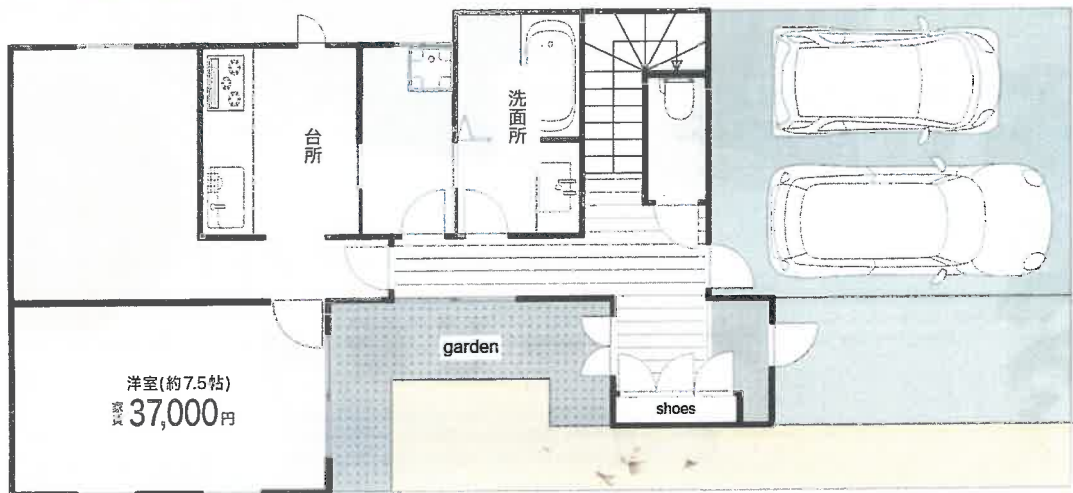 台所
洗面所
garden
洋室(約7.5帖)
家賃 37,000円
shoes